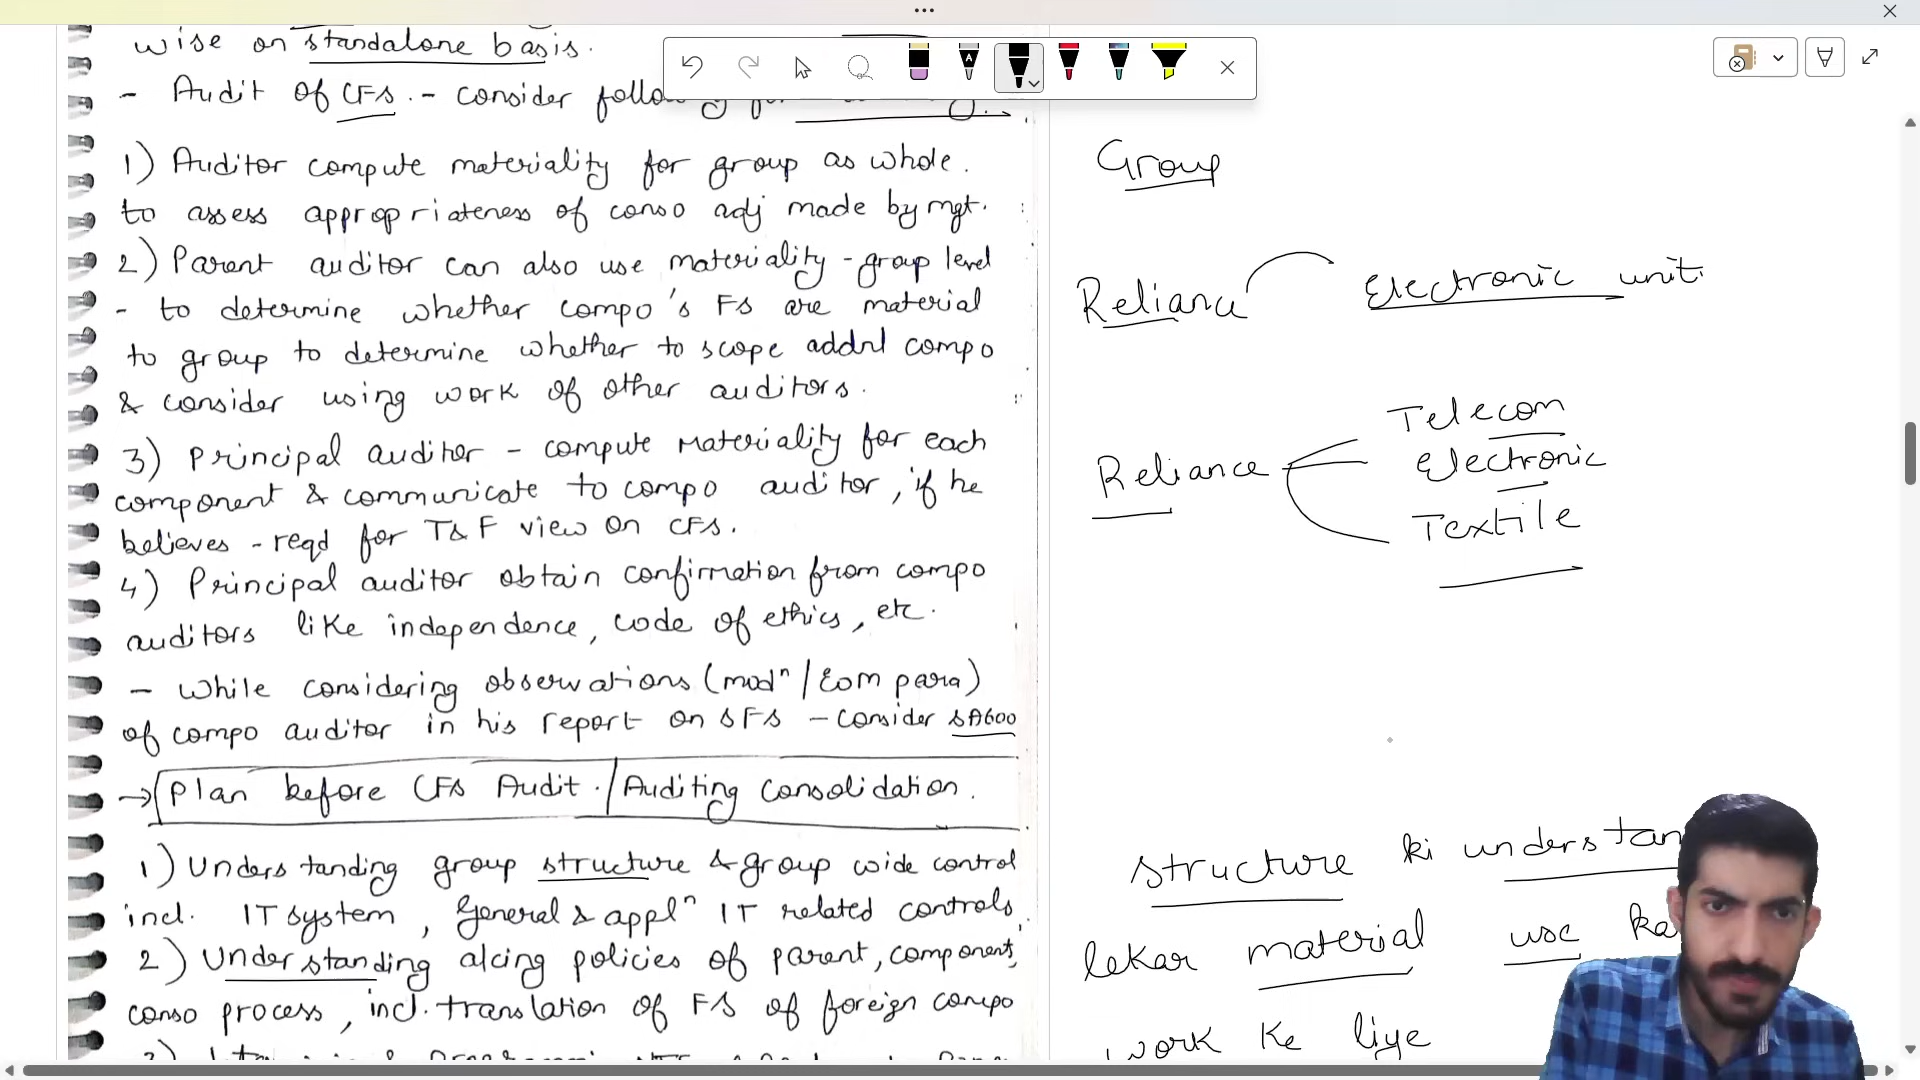 wise on standalone basis.
- Audit of CFS. - consider
1) Auditor compute materiality for group as whole.
to assess appropriateness of conso adj made by mgt.
2) Parent auditor can also use materiality - group level
- to determine whether compo's FS are material
to group to determine whether to scope addnl compo
& consider using work of other auditors.
3) Principal auditor - compute materiality for each
component & communicate to compo auditor, if he
believes - reqd for T&F view on CFS.
4) Principal auditor obtain confirmation from compo
auditors like independence, code of ethics, etc.
- While considering observations (modⁿ/EOM para)
of compo auditor in his report on SFS - consider SA600
→ Plan before CFS Audit. / Auditing Consolidation.
1) Understanding group structure & group wide control
incl. IT system, General & applⁿ IT related controls.
2) Understanding a/cing policies of parent, component,
conso process, incl. translation of FS of foreign compo
Group
Reliance Electronic unit.
Telecom
Reliance Electronic
Textile
structure ki
lekar material use
work ke liye